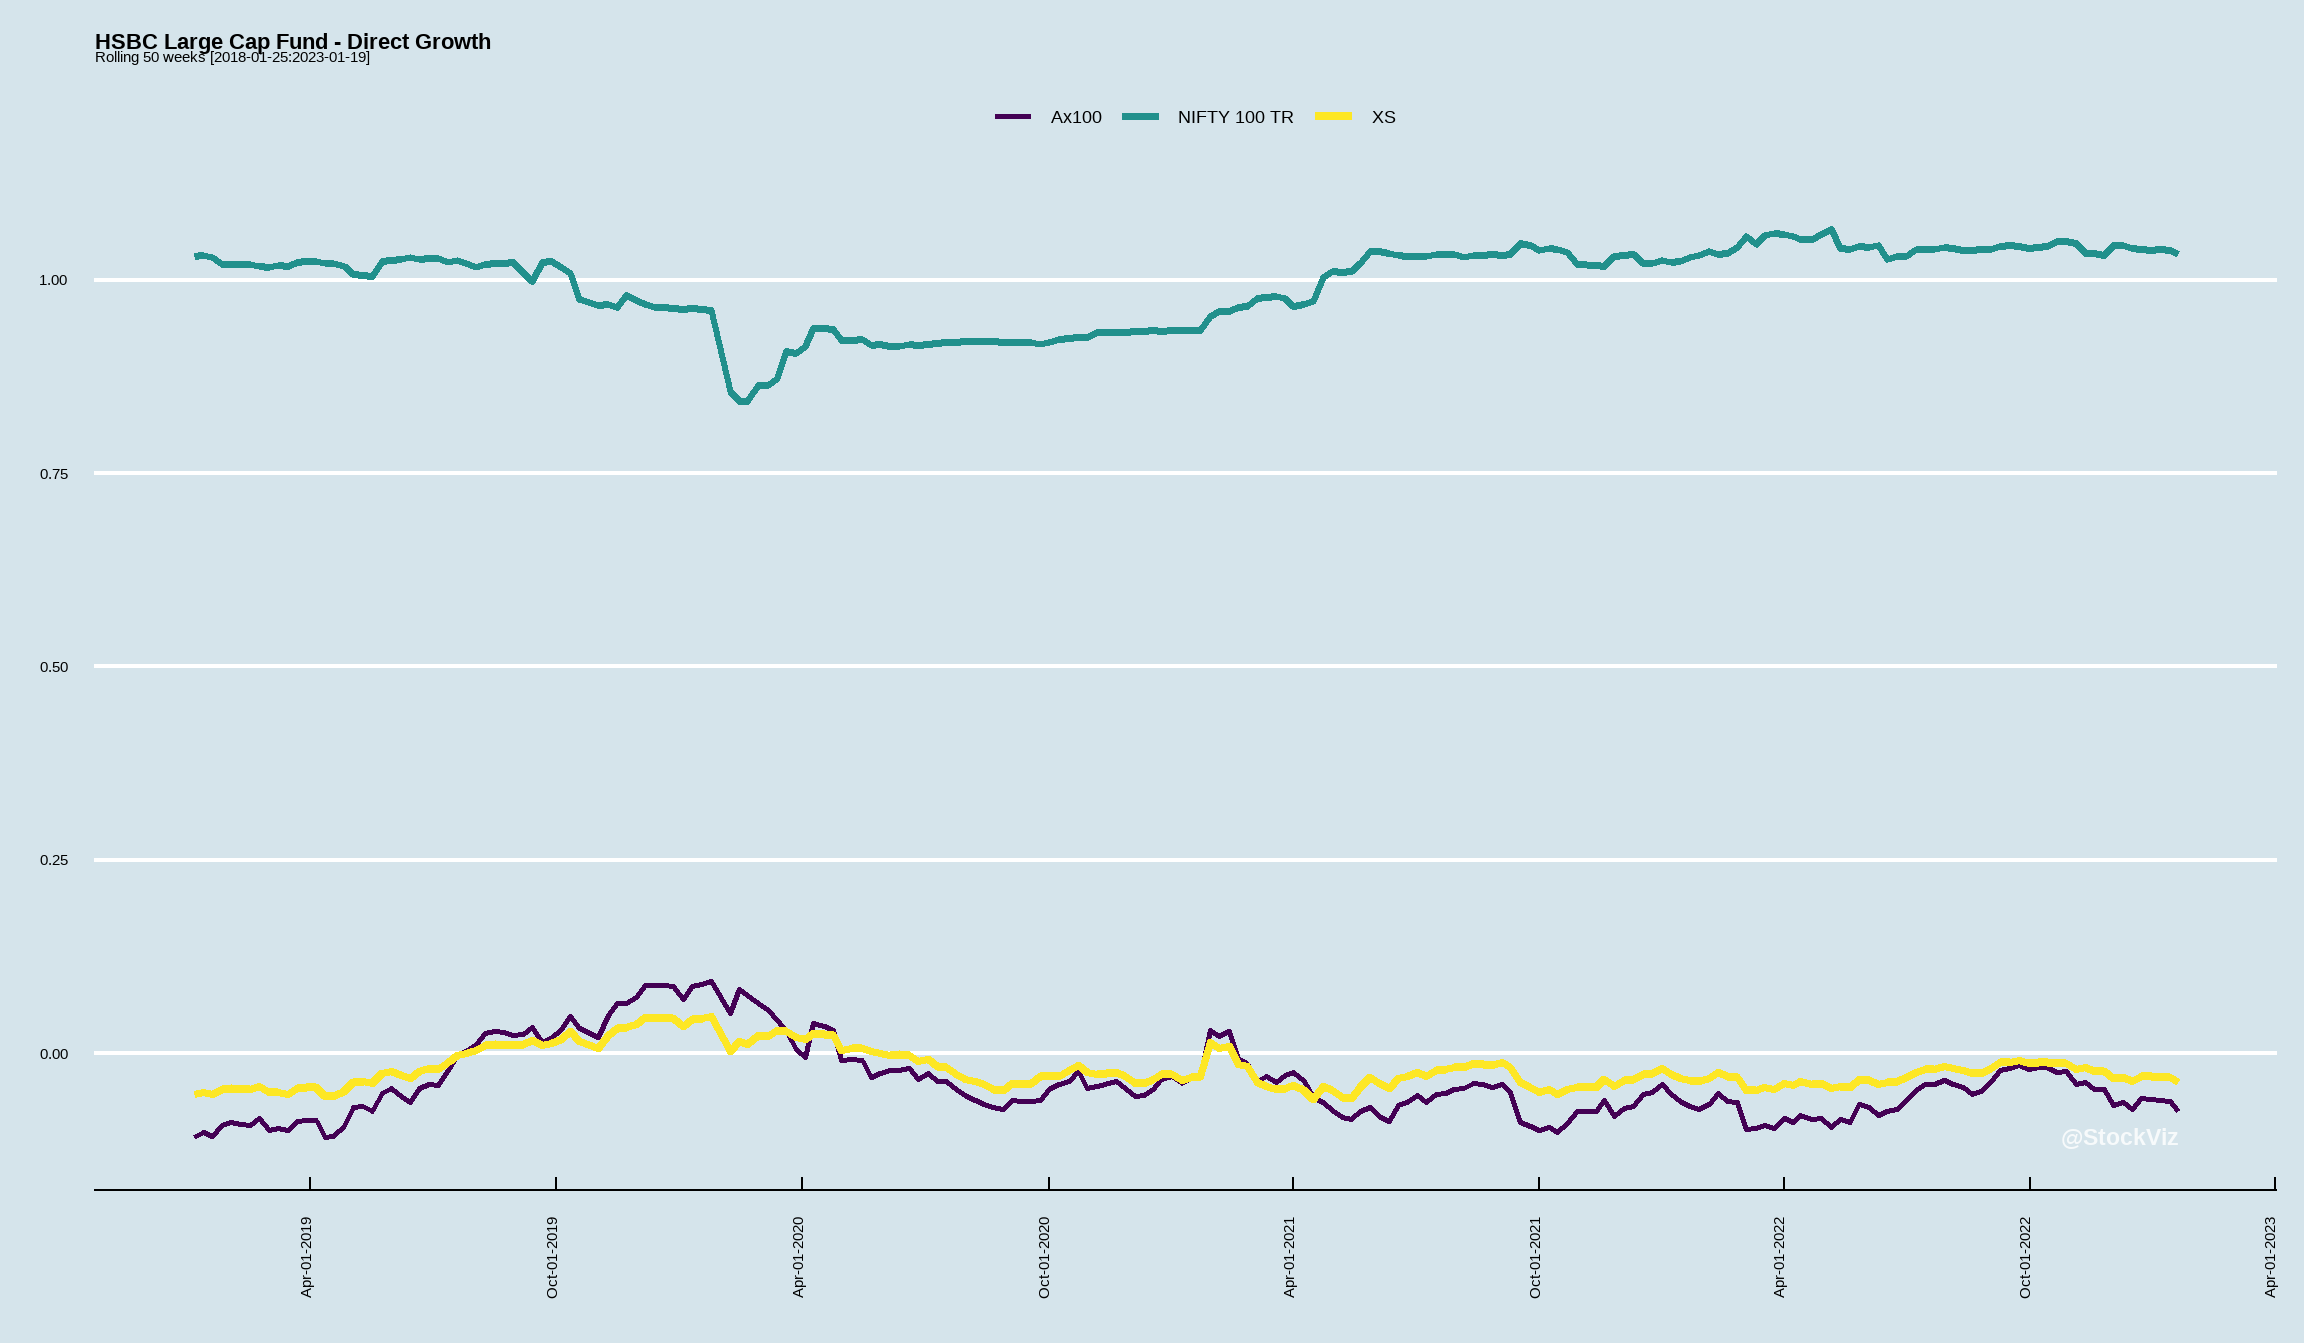 HSBC Large Cap Fund - Direct Growth
Rolling 50 weeks [2018-01-25:2023-01-19]
Ax100 NIFTY 100 TR XS
1.00
0.75
0.50
0.25
0.00
@StockViz
Apr-01-2019 Oct-01-2019 Apr-01-2020 Oct-01-2020 Apr-01-2021 Oct-01-2021 Apr-01-2022 Oct-01-2022 Apr-01-2023